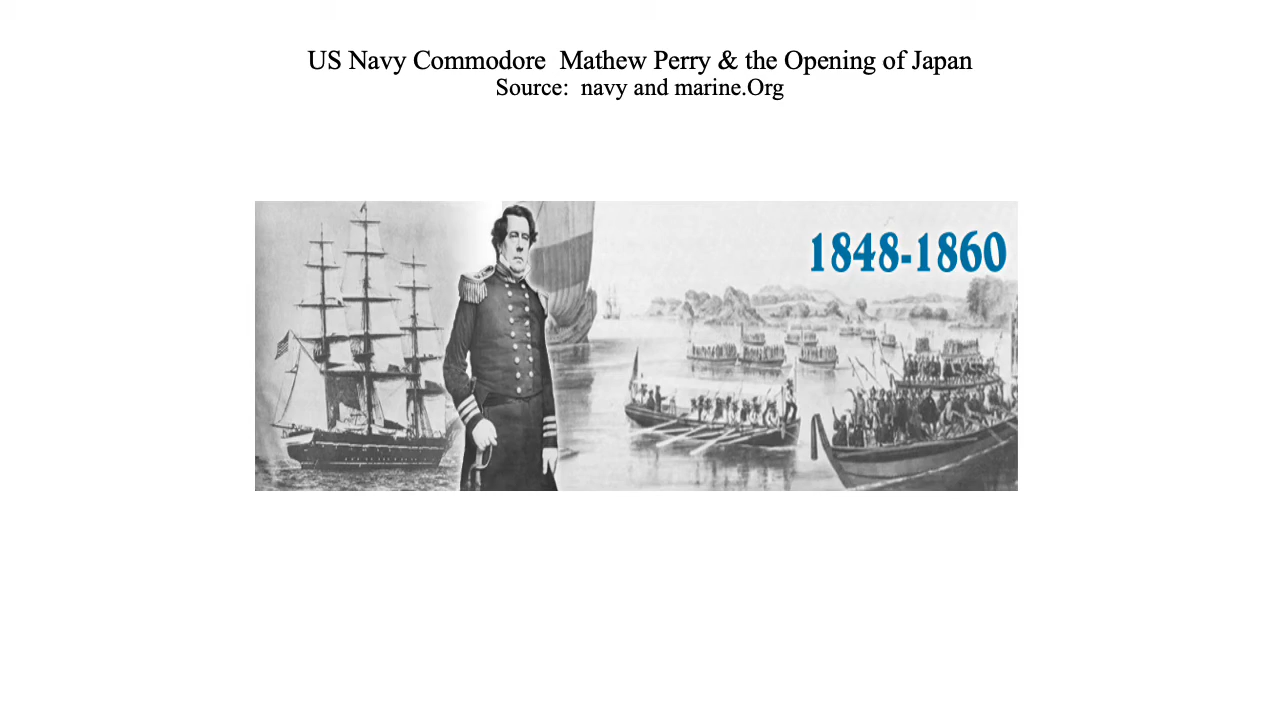 US Navy Commodore  Mathew Perry & the Opening of Japan
Source:  navy and marine.Org
1848-1860